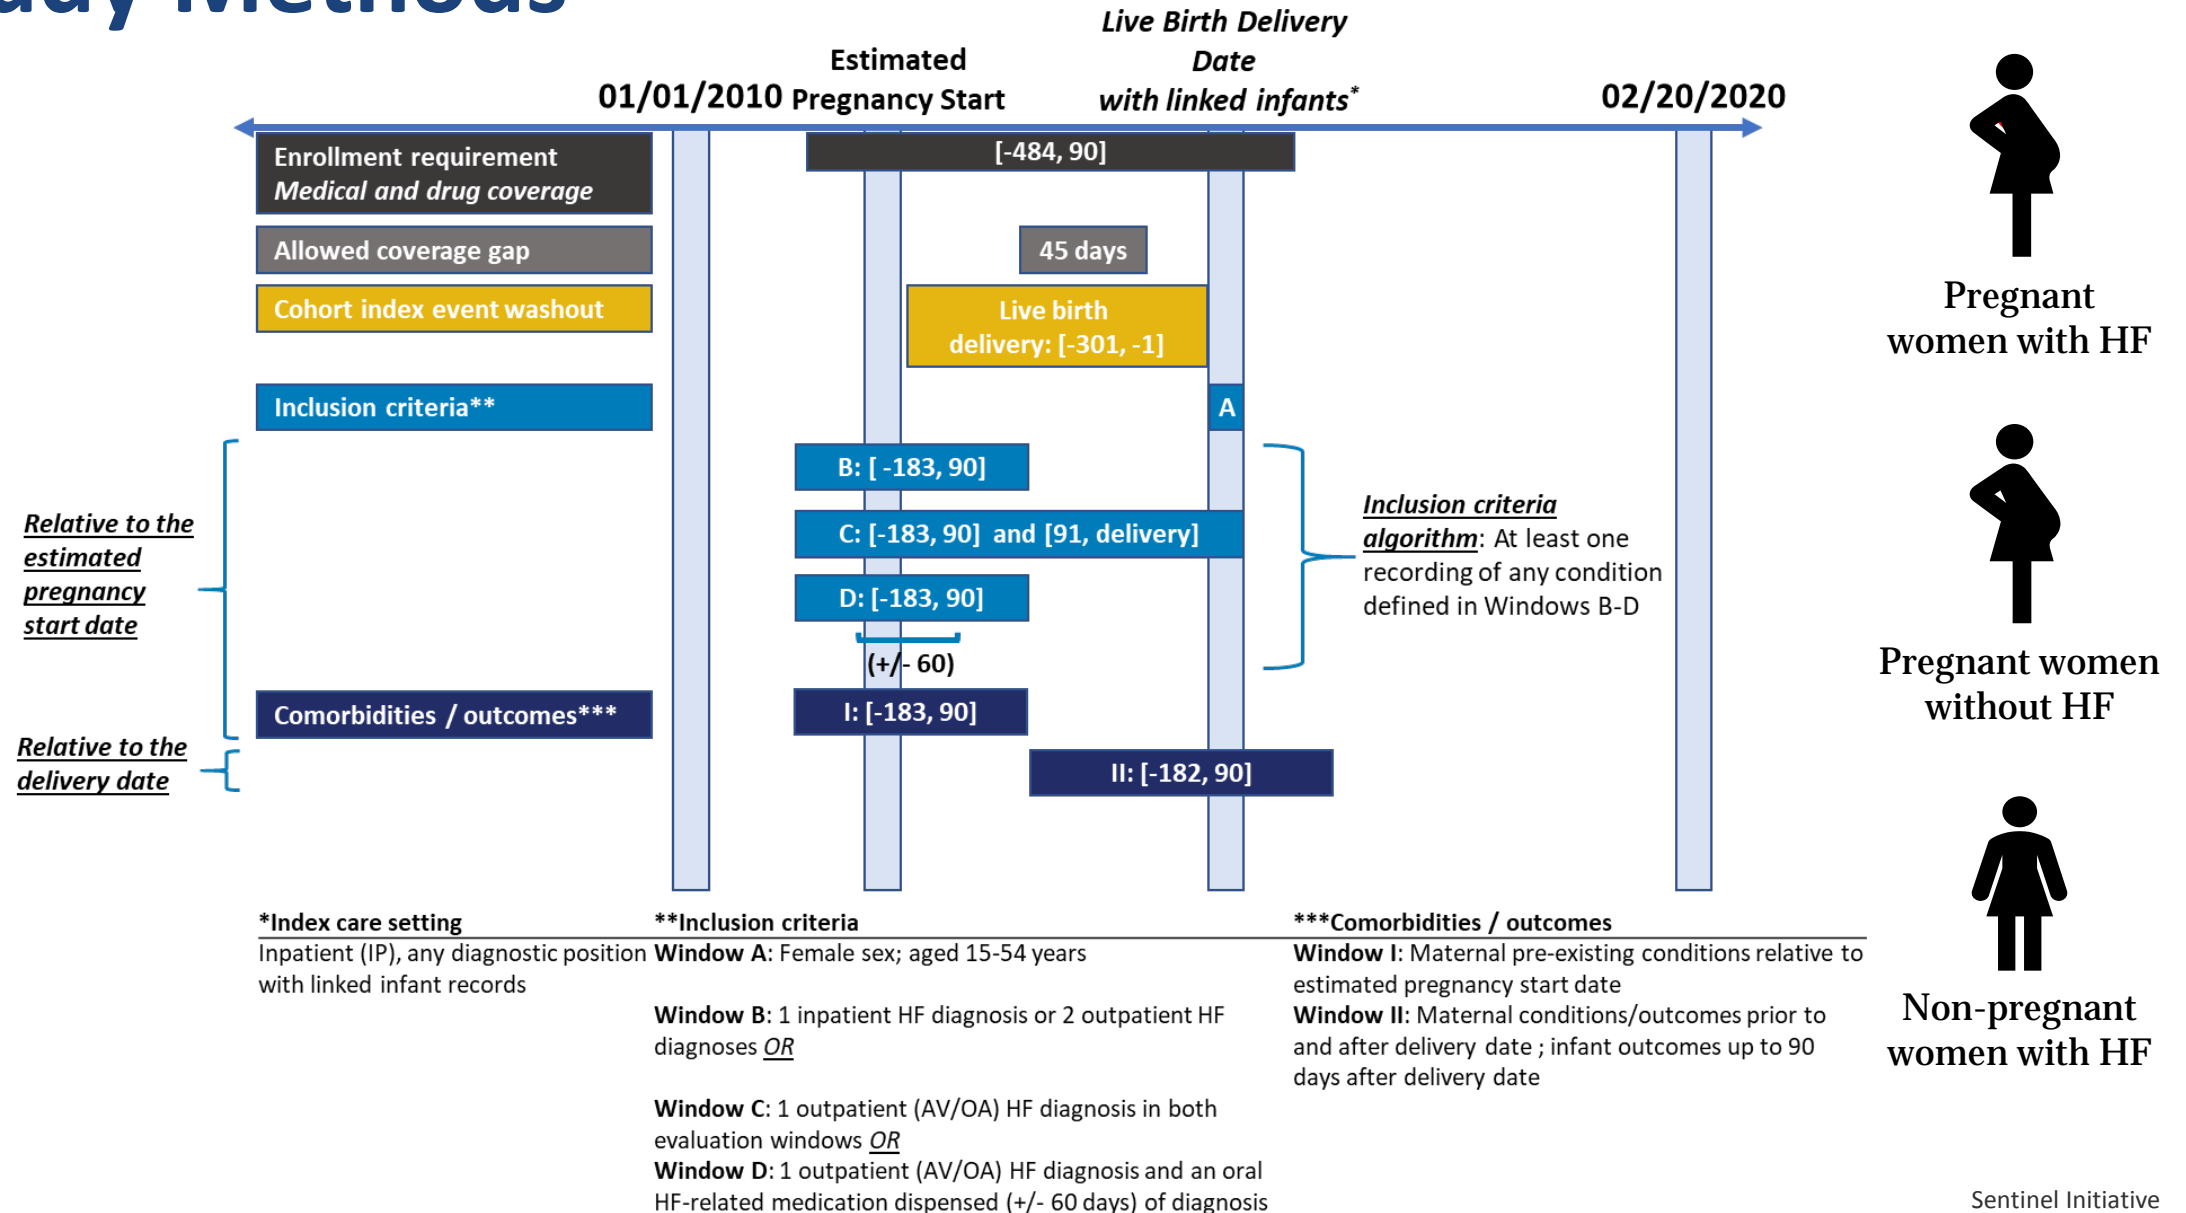 Live Birth Delivery
Date
with linked infants*
Estimated
Pregnancy Start
01/01/2010
02/20/2020
Enrollment requirement
Medical and drug coverage
[-484, 90]
Allowed coverage gap
45 days
Cohort index event washout
Live birth
delivery: [-301, -1]
Inclusion criteria**
A
B: [ -183, 90]
C: [-183, 90] and [91, delivery]
D: [-183, 90]
(+/- 60)
Relative to the
estimated
pregnancy
start date
Inclusion criteria
algorithm: At least one
recording of any condition
defined in Windows B-D
Comorbidities / outcomes***
I: [-183, 90]
Relative to the
delivery date
II: [-182, 90]
Pregnant
women with HF
Pregnant women
without HF
Non-pregnant
women with HF
*Index care setting
Inpatient (IP), any diagnostic position
with linked infant records
**Inclusion criteria
Window A: Female sex; aged 15-54 years
Window B: 1 inpatient HF diagnosis or 2 outpatient HF
diagnoses OR
Window C: 1 outpatient (AV/OA) HF diagnosis in both
evaluation windows OR
Window D: 1 outpatient (AV/OA) HF diagnosis and an oral
HF-related medication dispensed (+/- 60 days) of diagnosis
***Comorbidities / outcomes
Window I: Maternal pre-existing conditions relative to
estimated pregnancy start date
Window II: Maternal conditions/outcomes prior to
and after delivery date ; infant outcomes up to 90
days after delivery date
Sentinel Initiative